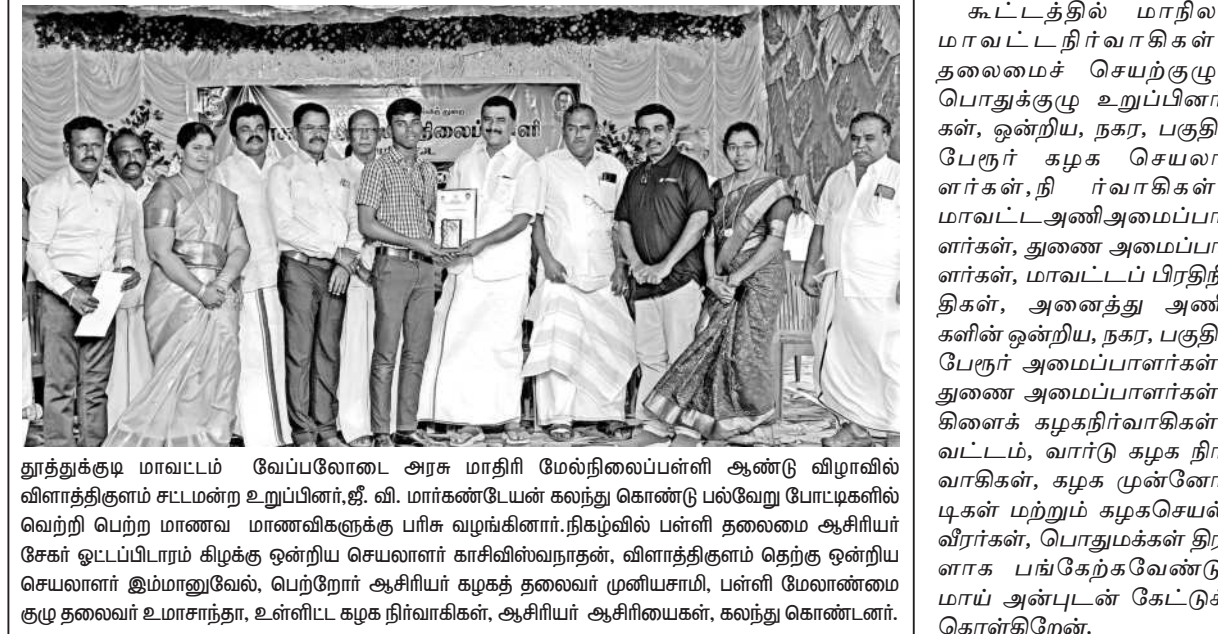 நிலைப்பள்ளி
தூத்துக்குடி மாவட்டம் வேப்பலோடை அரசு மாதிரி மேல்நிலைப்பள்ளி ஆண்டு விழாவில்
விளாத்திகுளம் சட்டமன்ற உறுப்பினர்,ஜீ. வி. மார்கண்டேயன் கலந்து கொண்டு பல்வேறு போட்டிகளில்
வெற்றி பெற்ற மாணவ மாணவிகளுக்கு பரிசு வழங்கினார்.நிகழ்வில் பள்ளி தலைமை ஆசிரியர்
சேகர் ஓட்டப்பிடாரம் கிழக்கு ஒன்றிய செயலாளர் காசிவிஸ்வநாதன், விளாத்திகுளம் தெற்கு ஒன்றிய
செயலாளர் இம்மானுவேல், பெற்றோர் ஆசிரியர் கழகத் தலைவர் முனியசாமி, பள்ளி மேலாண்மை
குழு தலைவர் உமாசாந்தா, உள்ளிட்ட கழக நிர்வாகிகள், ஆசிரியர் ஆசிரியைகள், கலந்து கொண்டனர்.
கூட்டத்தில் மாநில
மாவட்டநிர்வாகிகள்
தலைமைச் செயற்குழு
பொதுக்குழு உறுப்பினர்
கள், ஒன்றிய, நகர, பகுதி
பேரூர் கழக செயலா
ளர்கள்,நி ர்வாகிகள்
மாவட்டஅணிஅமைப்பா
ளர்கள், துணை அமைப்பா
ளர்கள், மாவட்டப் பிரதிநி
திகள், அனைத்து அணி
களின் ஒன்றிய, நகர, பகுதி
பேரூர் அமைப்பாளர்கள்
துணை அமைப்பாளர்கள்
கிளைக் கழகநிர்வாகிகள்
வட்டம், வார்டு கழக நிர்
வாகிகள், கழக முன்னோ
டிகள் மற்றும் கழகசெயல்
வீரர்கள், பொதுமக்கள் திர
ளாக பங்கேற்கவேண்டு
மாய் அன்புடன் கேட்டுக்
கொள்கிறேன்.